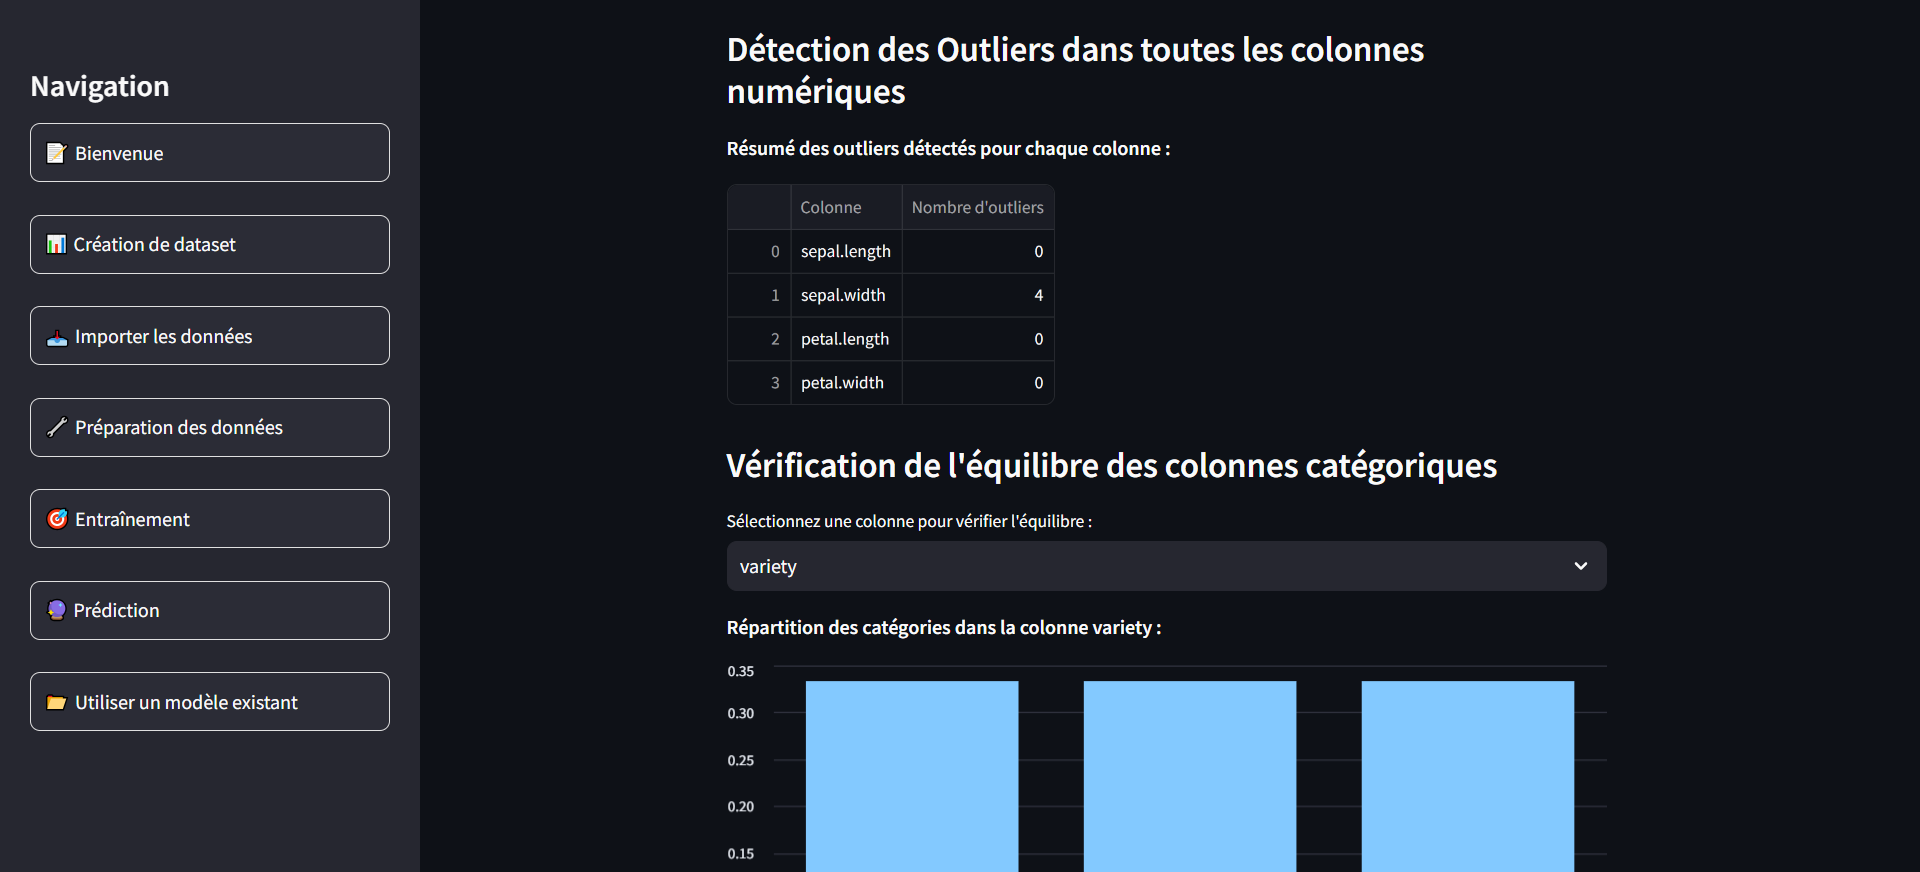 Navigation
Bienvenue
Création de dataset
Importer les données
Préparation des données
Entraînement
Prédiction
Utiliser un modèle existant
Détection des Outliers dans toutes les colonnes
numériques
Résumé des outliers détectés pour chaque colonne :
Colonne Nombre d'outliers
0 sepal.length 0
1 sepal.width 4
2 petal.length 0
3 petal.width 0
Vérification de l'équilibre des colonnes catégoriques
Sélectionnez une colonne pour vérifier l'équilibre :
variety
Répartition des catégories dans la colonne variety :
0.35
0.30
0.25
0.20
0.15